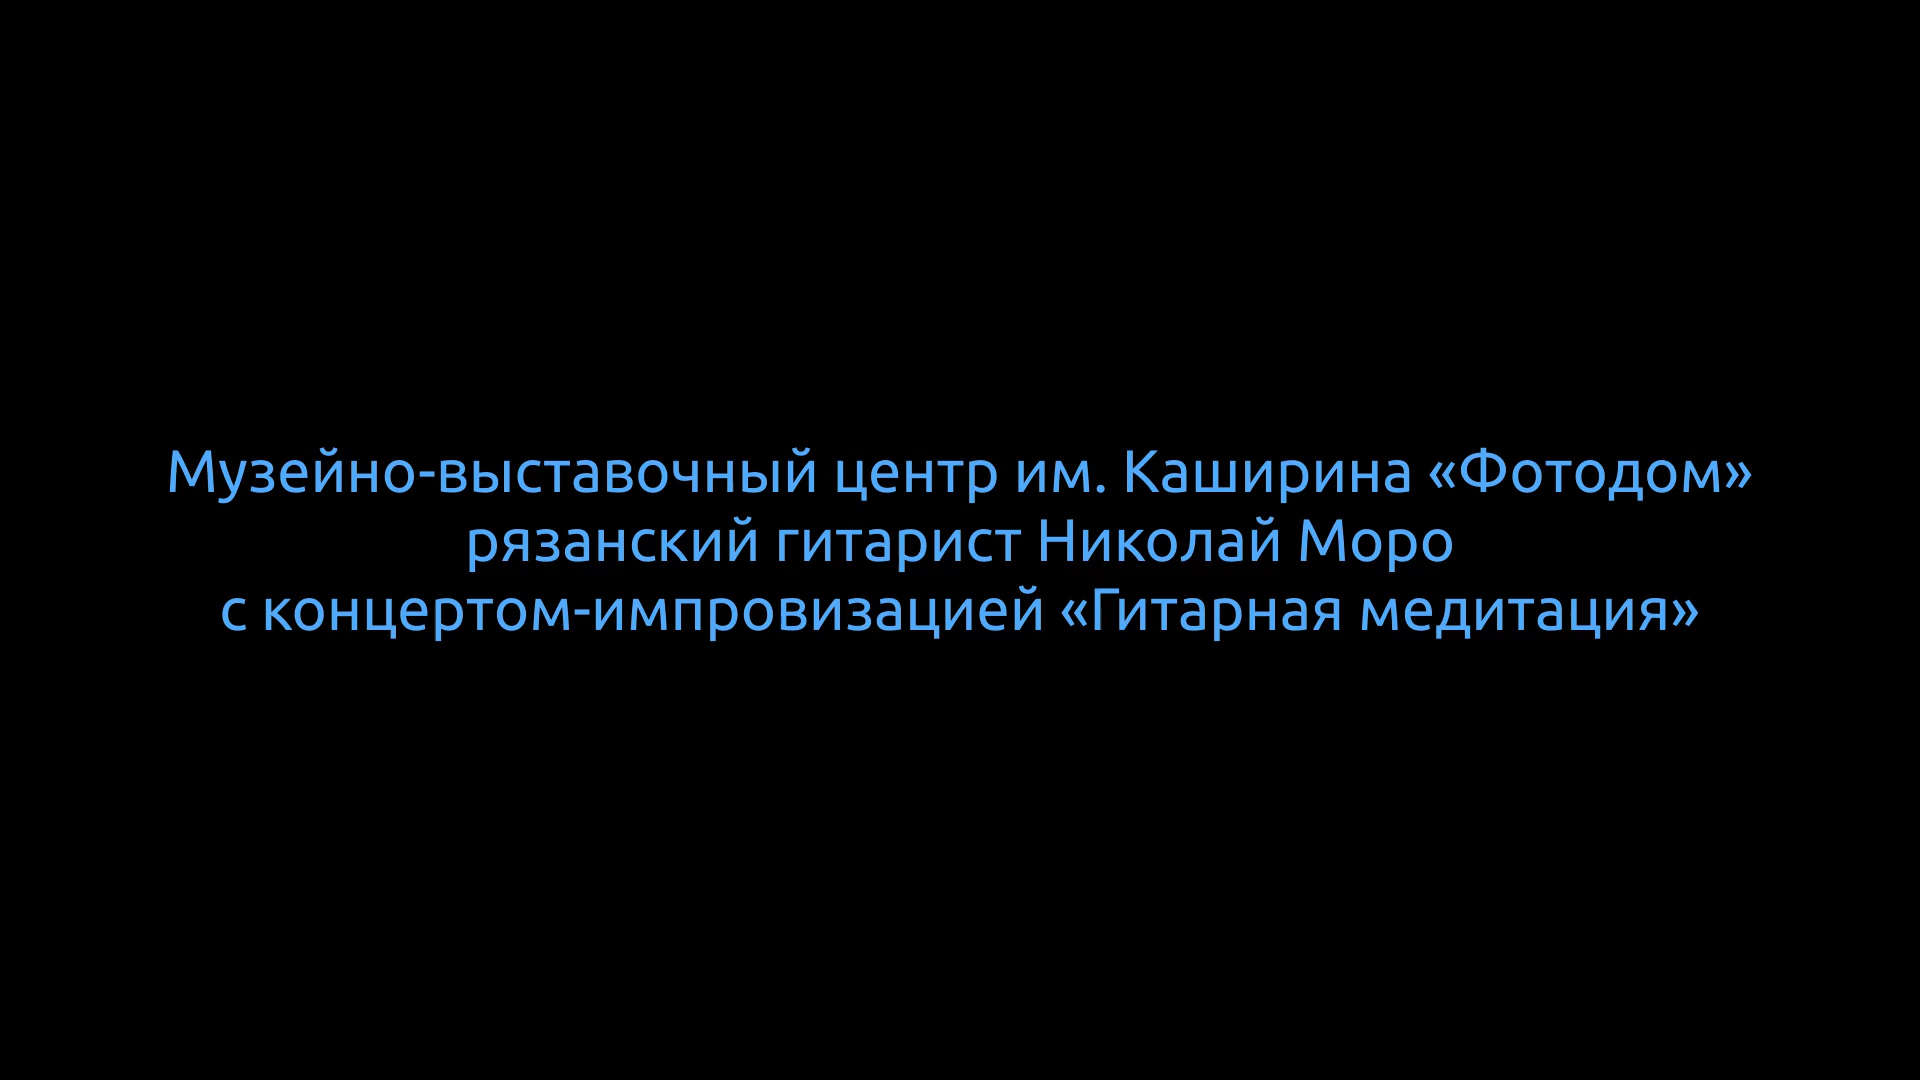 Музейно-выставочный центр им. Каширина «Фотодом»
рязанский гитарист Николай Моро
с концертом-импровизацией «Гитарная медитация»